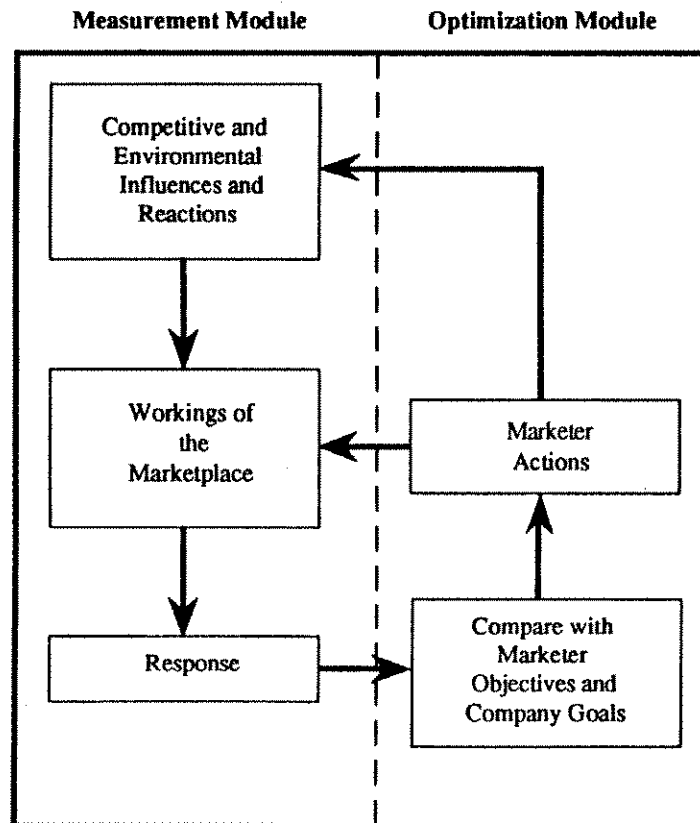 Measurement Module
Optimization Module
Competitive and
Environmental
Influences and
Reactions
Workings of
the
Marketplace
Marketer
Actions
Response
Compare with
Marketer
Objectives and
Company Goals